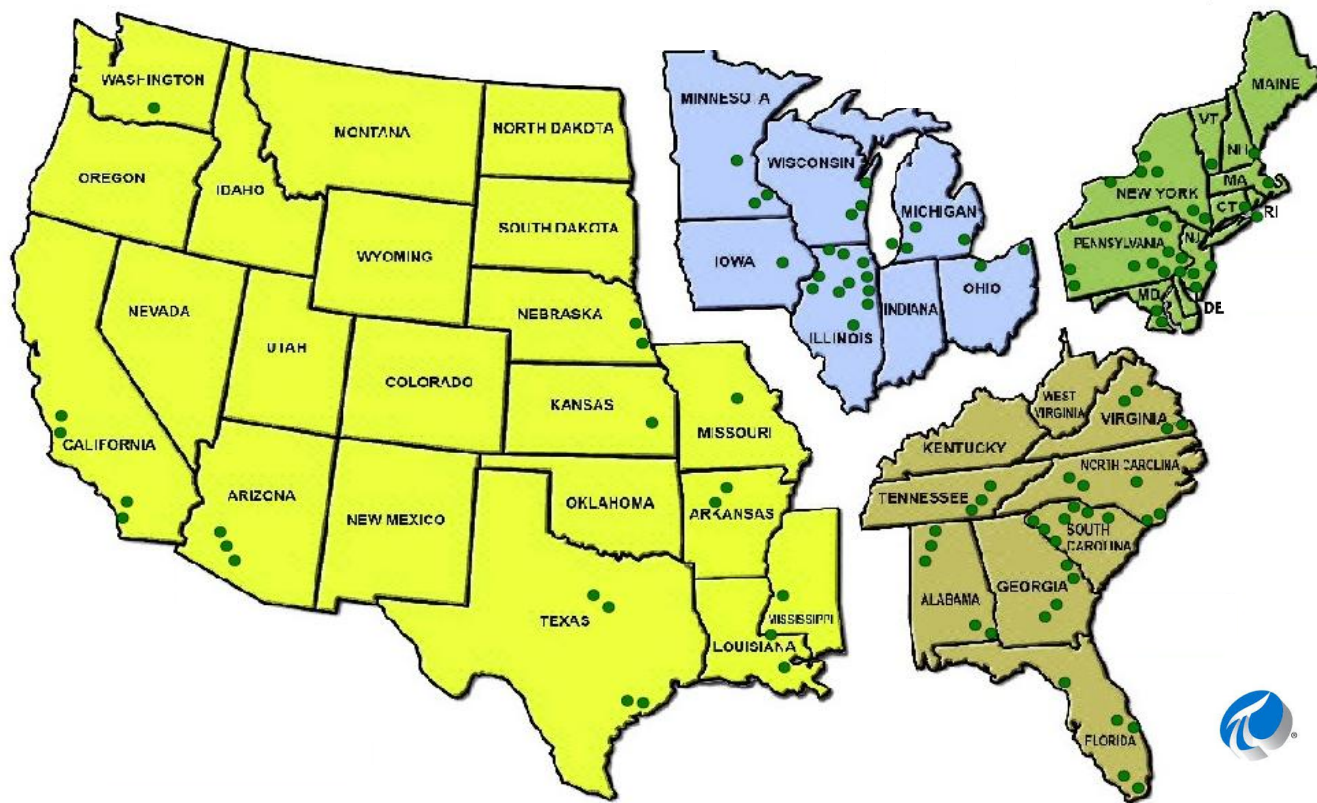 WASHINGTON
OREGON
IDAHO
MONTANA
NORTH DAKOTA
SOUTH DAKOTA
WYOMING
NEBRASKA
NEVADA
UTAH
COLORADO
KANSAS
CALIFORNIA
ARIZONA
NEW MEXICO
OKLAHOMA
TEXAS
MISSOURI
ARKANSAS
MISSISSIPPI
LOUISIANA
MINNESOTA
WISCONSIN
MICHIGAN
IOWA
ILLINOIS
INDIANA
OHIO
MAINE
VT
NH
NEW YORK
MA
CT
RI
PENNSYLVANIA
NJ
MD
DE
WEST
VIRGINIA
VIRGINIA
KENTUCKY
NORTH CAROLINA
TENNESSEE
SOUTH
CAROLINA
GEORGIA
ALABAMA
FLORIDA
®